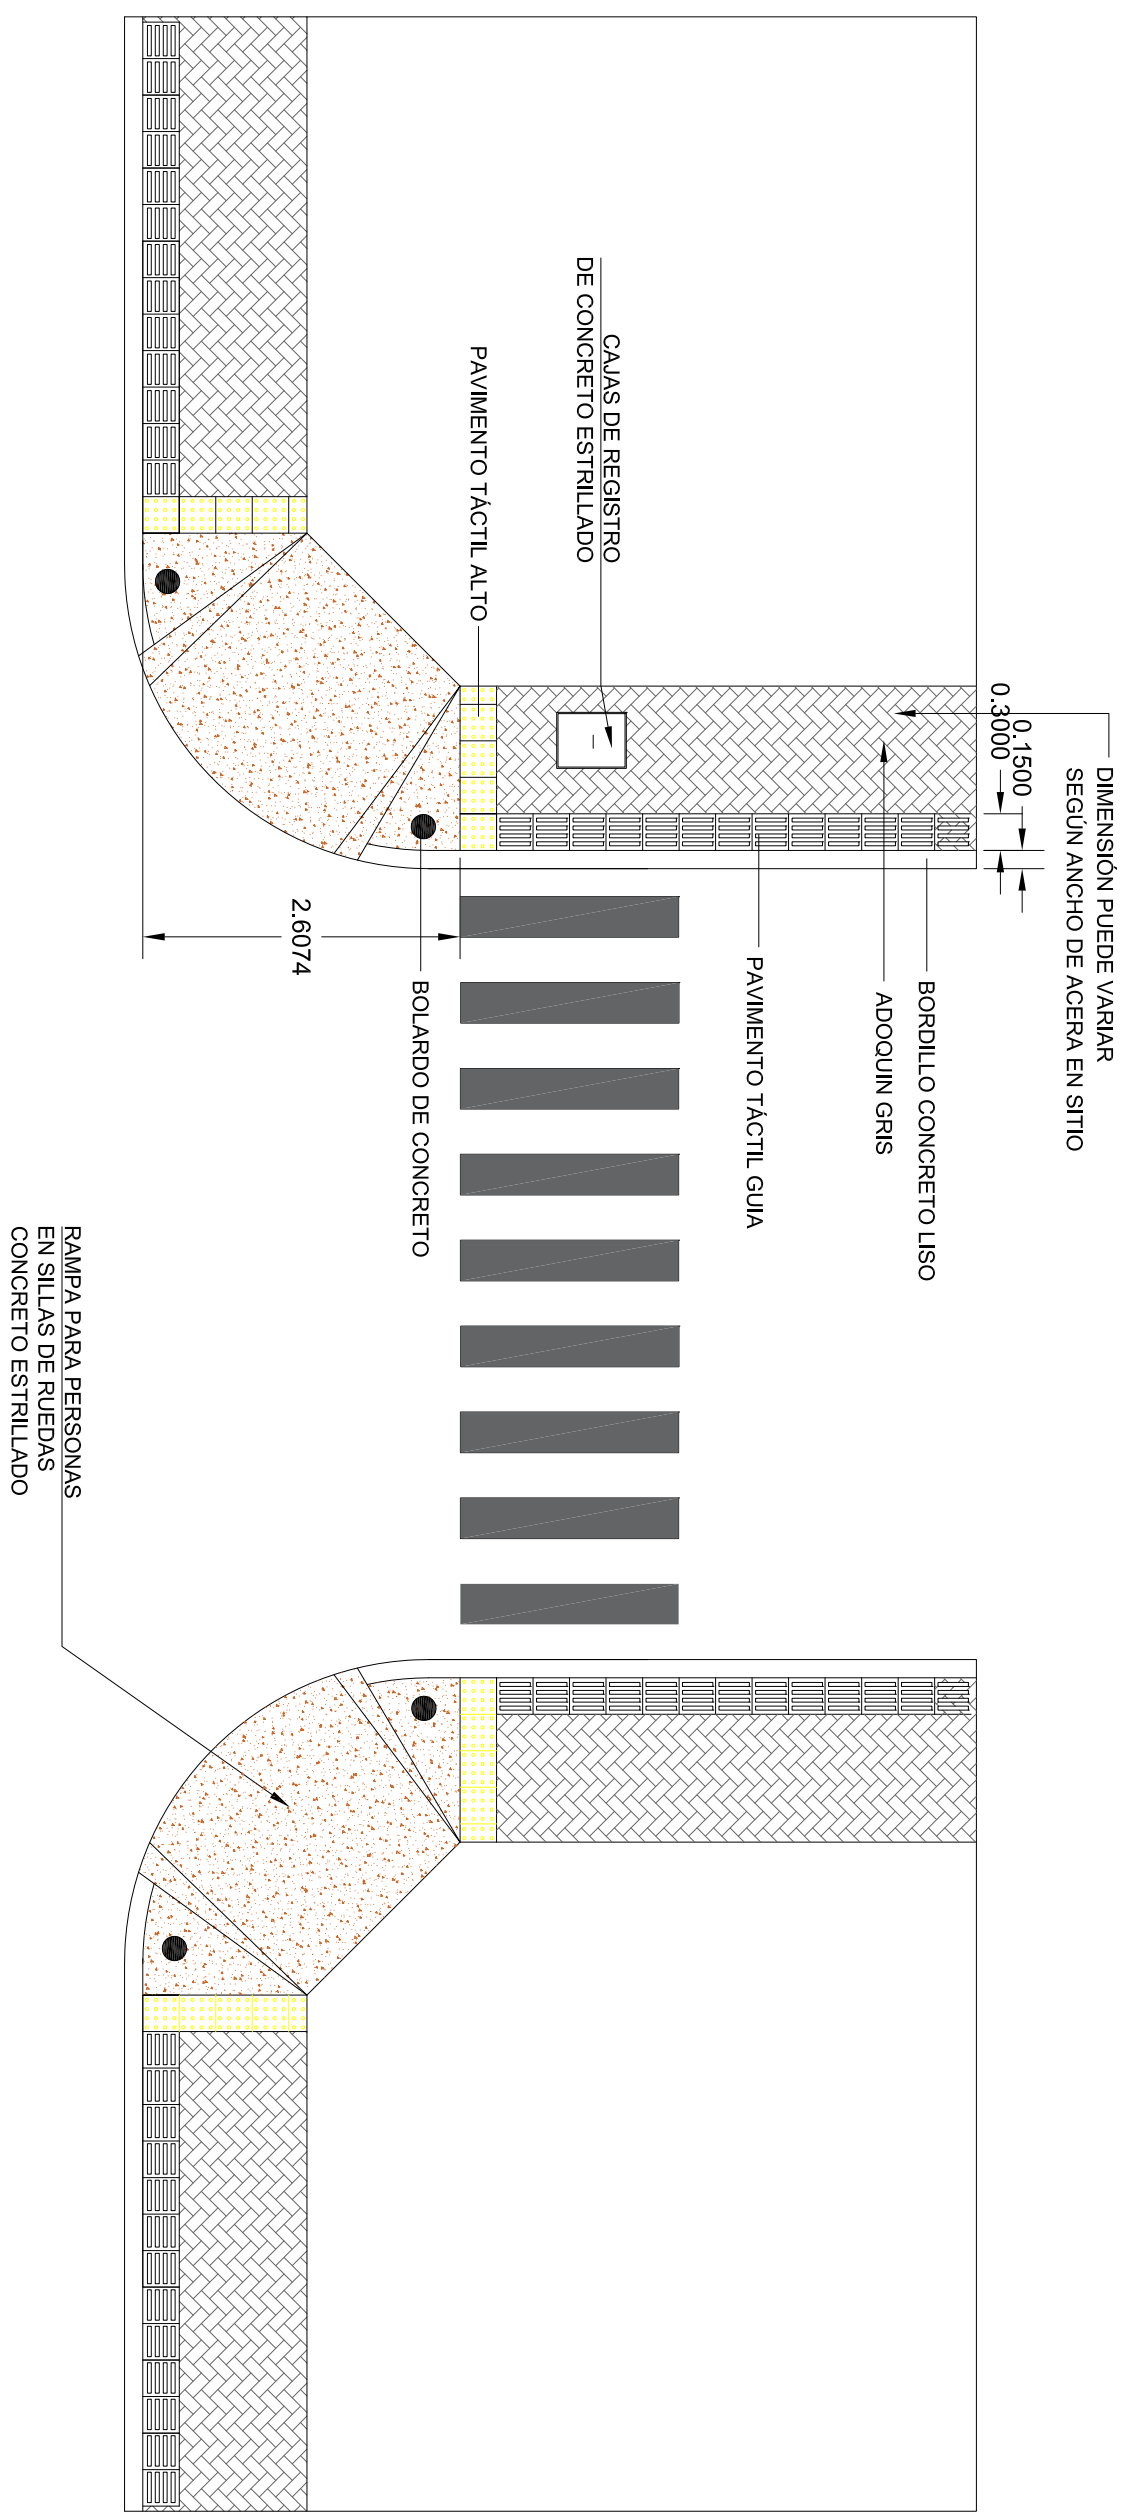 DIMENSIÓN PUEDE VARIAR
SEGÚN ANCHO DE ACERA EN SITIO
0.1500
0.3000
BORDILLO CONCRETO LISO
ADOQUIN GRIS
PAVIMENTO TÁCTIL GUIA
CAJAS DE REGISTRO
DE CONCRETO ESTRILLADO
PAVIMENTO TÁCTIL ALTO
BOLARDO DE CONCRETO
2.6074
RAMPA PARA PERSONAS
EN SILLAS DE RUEDAS
CONCRETO ESTRILLADO